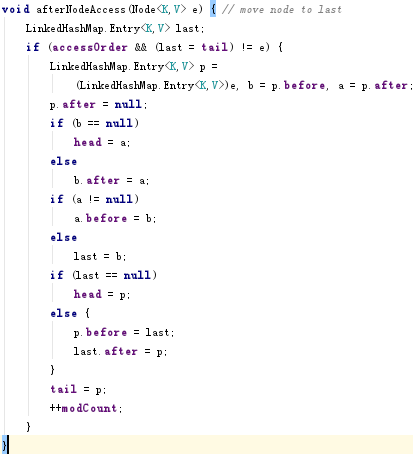 void afterNodeAccess(Node<K,V> e) { // move node to last
    LinkedHashMap.Entry<K,V> last;
    if (accessOrder && (last = tail) != e) {
        LinkedHashMap.Entry<K,V> p =
            (LinkedHashMap.Entry<K,V>)e, b = p.before, a = p.after;
        p.after = null;
        if (b == null)
            head = a;
        else
            b.after = a;
        if (a != null)
            a.before = b;
        else
            last = b;
        if (last == null)
            head = p;
        else {
            p.before = last;
            last.after = p;
        }
        tail = p;
        ++modCount;
    }
}